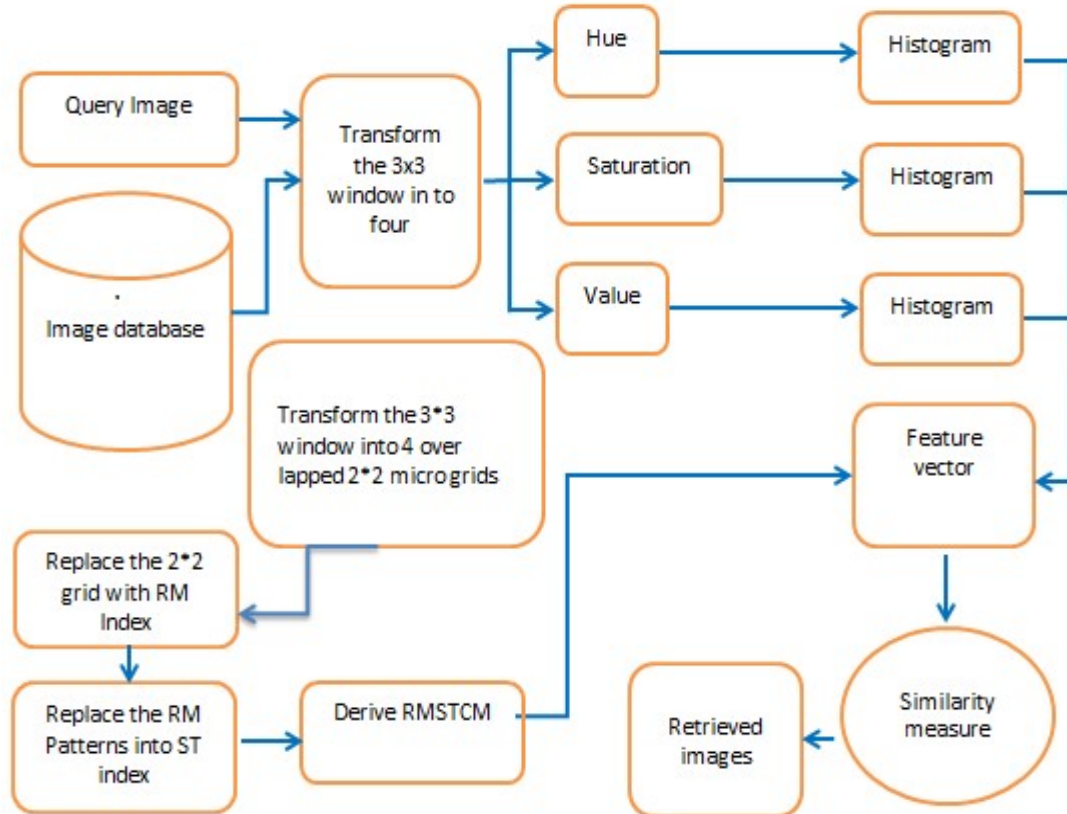 Query Image
.
Image database
Transform
the 3x3
window in to
four
Hue
Saturation
Value
Histogram
Histogram
Histogram
Transform the 3*3
window into 4 over
lapped 2*2 micro grids
Feature
vector
Replace the 2*2
grid with RM
Index
Replace the RM
Patterns into ST
index
Derive RMSTCM
Similarity
measure
Retrieved
images